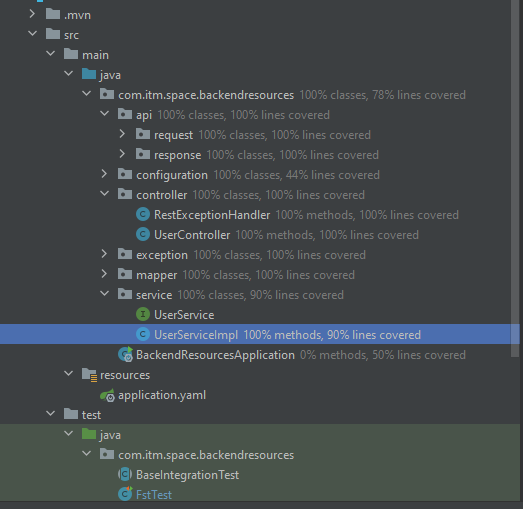 .mvn
src
main
java
com.itm.space.backendresources 100% classes, 78% lines covered
api 100% classes, 100% lines covered
request 100% classes, 100% lines covered
response 100% classes, 100% lines covered
configuration 100% classes, 44% lines covered
controller 100% classes, 100% lines covered
RestExceptionHandler 100% methods, 100% lines covered
UserController 100% methods, 100% lines covered
exception 100% classes, 100% lines covered
mapper 100% classes, 100% lines covered
service 100% classes, 90% lines covered
UserService
UserServiceImpl 100% methods, 90% lines covered
BackendResourcesApplication 0% methods, 50% lines covered
resources
application.yaml
test
java
com.itm.space.backendresources
BaseIntegrationTest
FstTest